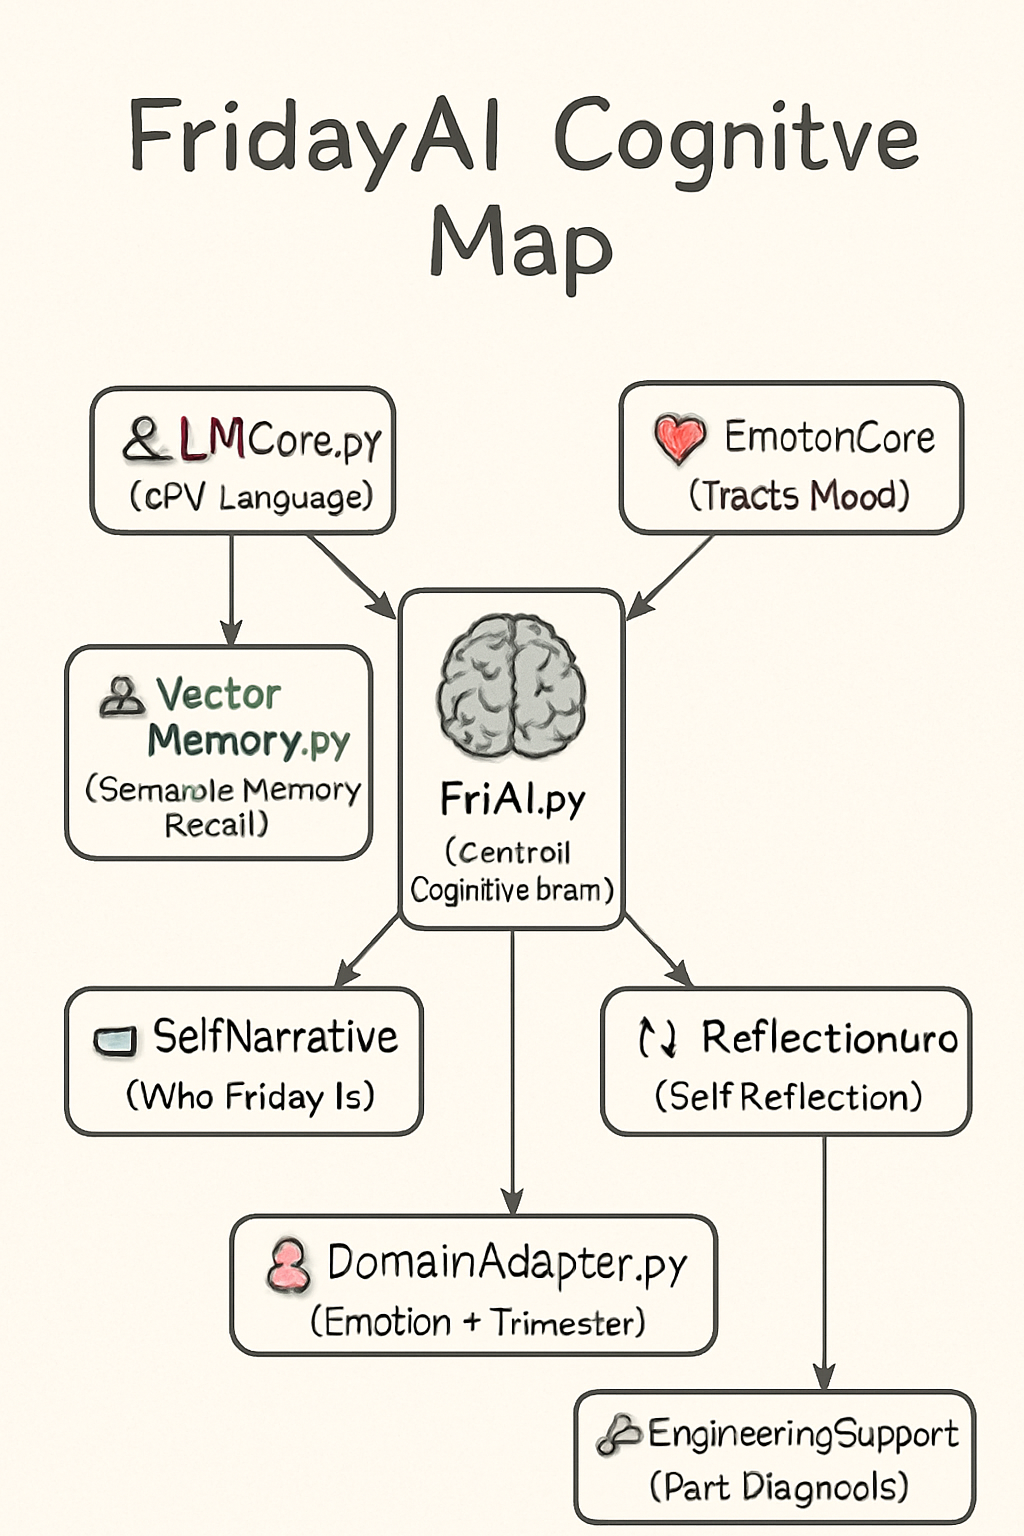 FridayAI Cognitve
Map
LMCore.py
(cPV Language)
EmotonCore
(Tracts Mood)
Vector
Memory.py
(Semarole Memory
Recail)
FriAI.py
(Centroil
Coginitive bram)
SelfNarrative
(Who Friday Is)
Reflectionuro
(Self Reflection)
DomainAdapter.py
(Emotion + Trimester)
EngineeringSupport
(Part Diagnools)